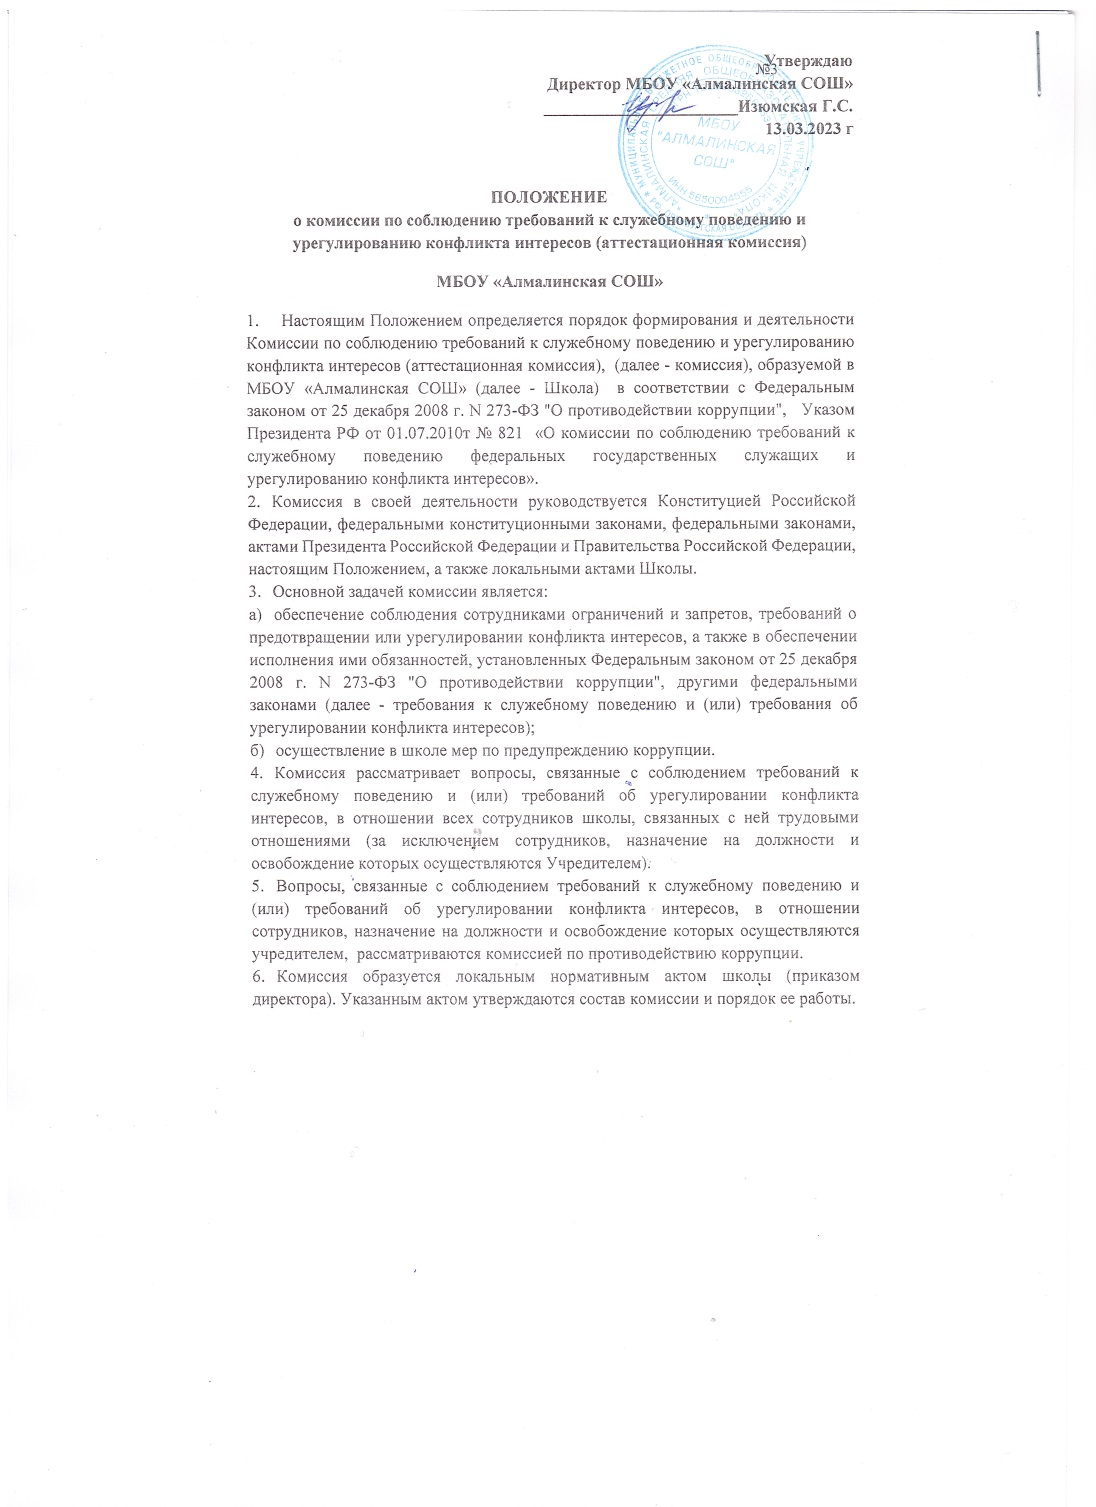 Утверждаю
№3
Директор МБОУ «Алмалинская СОШ»
Изюмская Г.С.
13.03.2023 г
МБОУ
"АЛМАЛИНСКАЯ
СОШ"
ПОЛОЖЕНИЕ
о комиссии по соблюдению требований к служебному поведению и
урегулированию конфликта интересов (аттестационная комиссия)
МБОУ «Алмалинская СОШ»
1. Настоящим Положением определяется порядок формирования и деятельности
Комиссии по соблюдению требований к служебному поведению и урегулированию
конфликта интересов (аттестационная комиссия), (далее - комиссия), образуемой в
МБОУ «Алмалинская СОШ» (далее - Школа) в соответствии с Федеральным
законом от 25 декабря 2008 г. N 273-ФЗ "О противодействии коррупции", Указом
Президента РФ от 01.07.2010т № 821 «О комиссии по соблюдению требований к
служебному поведению федеральных государственных служащих и
урегулированию конфликта интересов».
2. Комиссия в своей деятельности руководствуется Конституцией Российской
Федерации, федеральными конституционными законами, федеральными законами,
актами Президента Российской Федерации и Правительства Российской Федерации,
настоящим Положением, а также локальными актами Школы.
3. Основной задачей комиссии является:
а) обеспечение соблюдения сотрудниками ограничений и запретов, требований о
предотвращении или урегулировании конфликта интересов, а также в обеспечении
исполнения ими обязанностей, установленных Федеральным законом от 25 декабря
2008 г. N 273-ФЗ "О противодействии коррупции", другими федеральными
законами (далее - требования к служебному поведению и (или) требования об
урегулировании конфликта интересов);
б) осуществление в школе мер по предупреждению коррупции.
4. Комиссия рассматривает вопросы, связанные с соблюдением требований к
служебному поведению и (или) требований об урегулировании конфликта
интересов, в отношении всех сотрудников школы, связанных с ней трудовыми
отношениями (за исключением сотрудников, назначение на должности и
освобождение которых осуществляются Учредителем).
5. Вопросы, связанные с соблюдением требований к служебному поведению и
(или) требований об урегулировании конфликта интересов, в отношении
сотрудников, назначение на должности и освобождение которых осуществляются
учредителем, рассматриваются комиссией по противодействию коррупции.
6. Комиссия образуется локальным нормативным актом школы (приказом
директора). Указанным актом утверждаются состав комиссии и порядок ее работы.